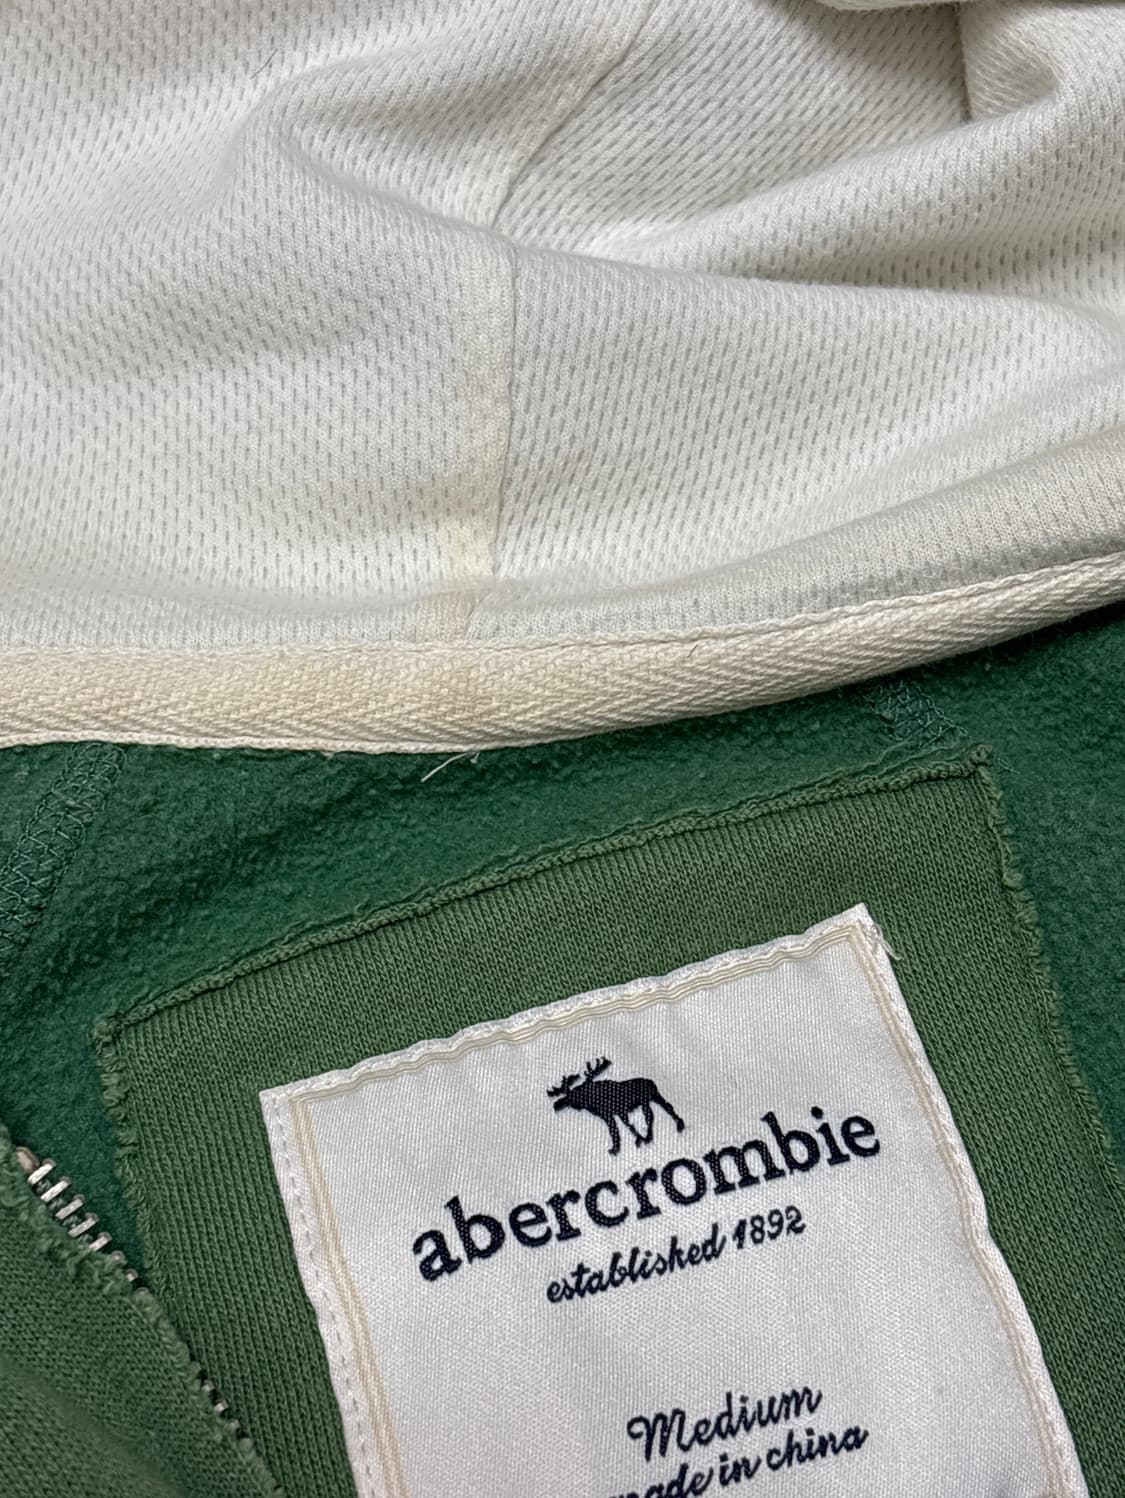 abercrombie
established 1892
Medium
made in china